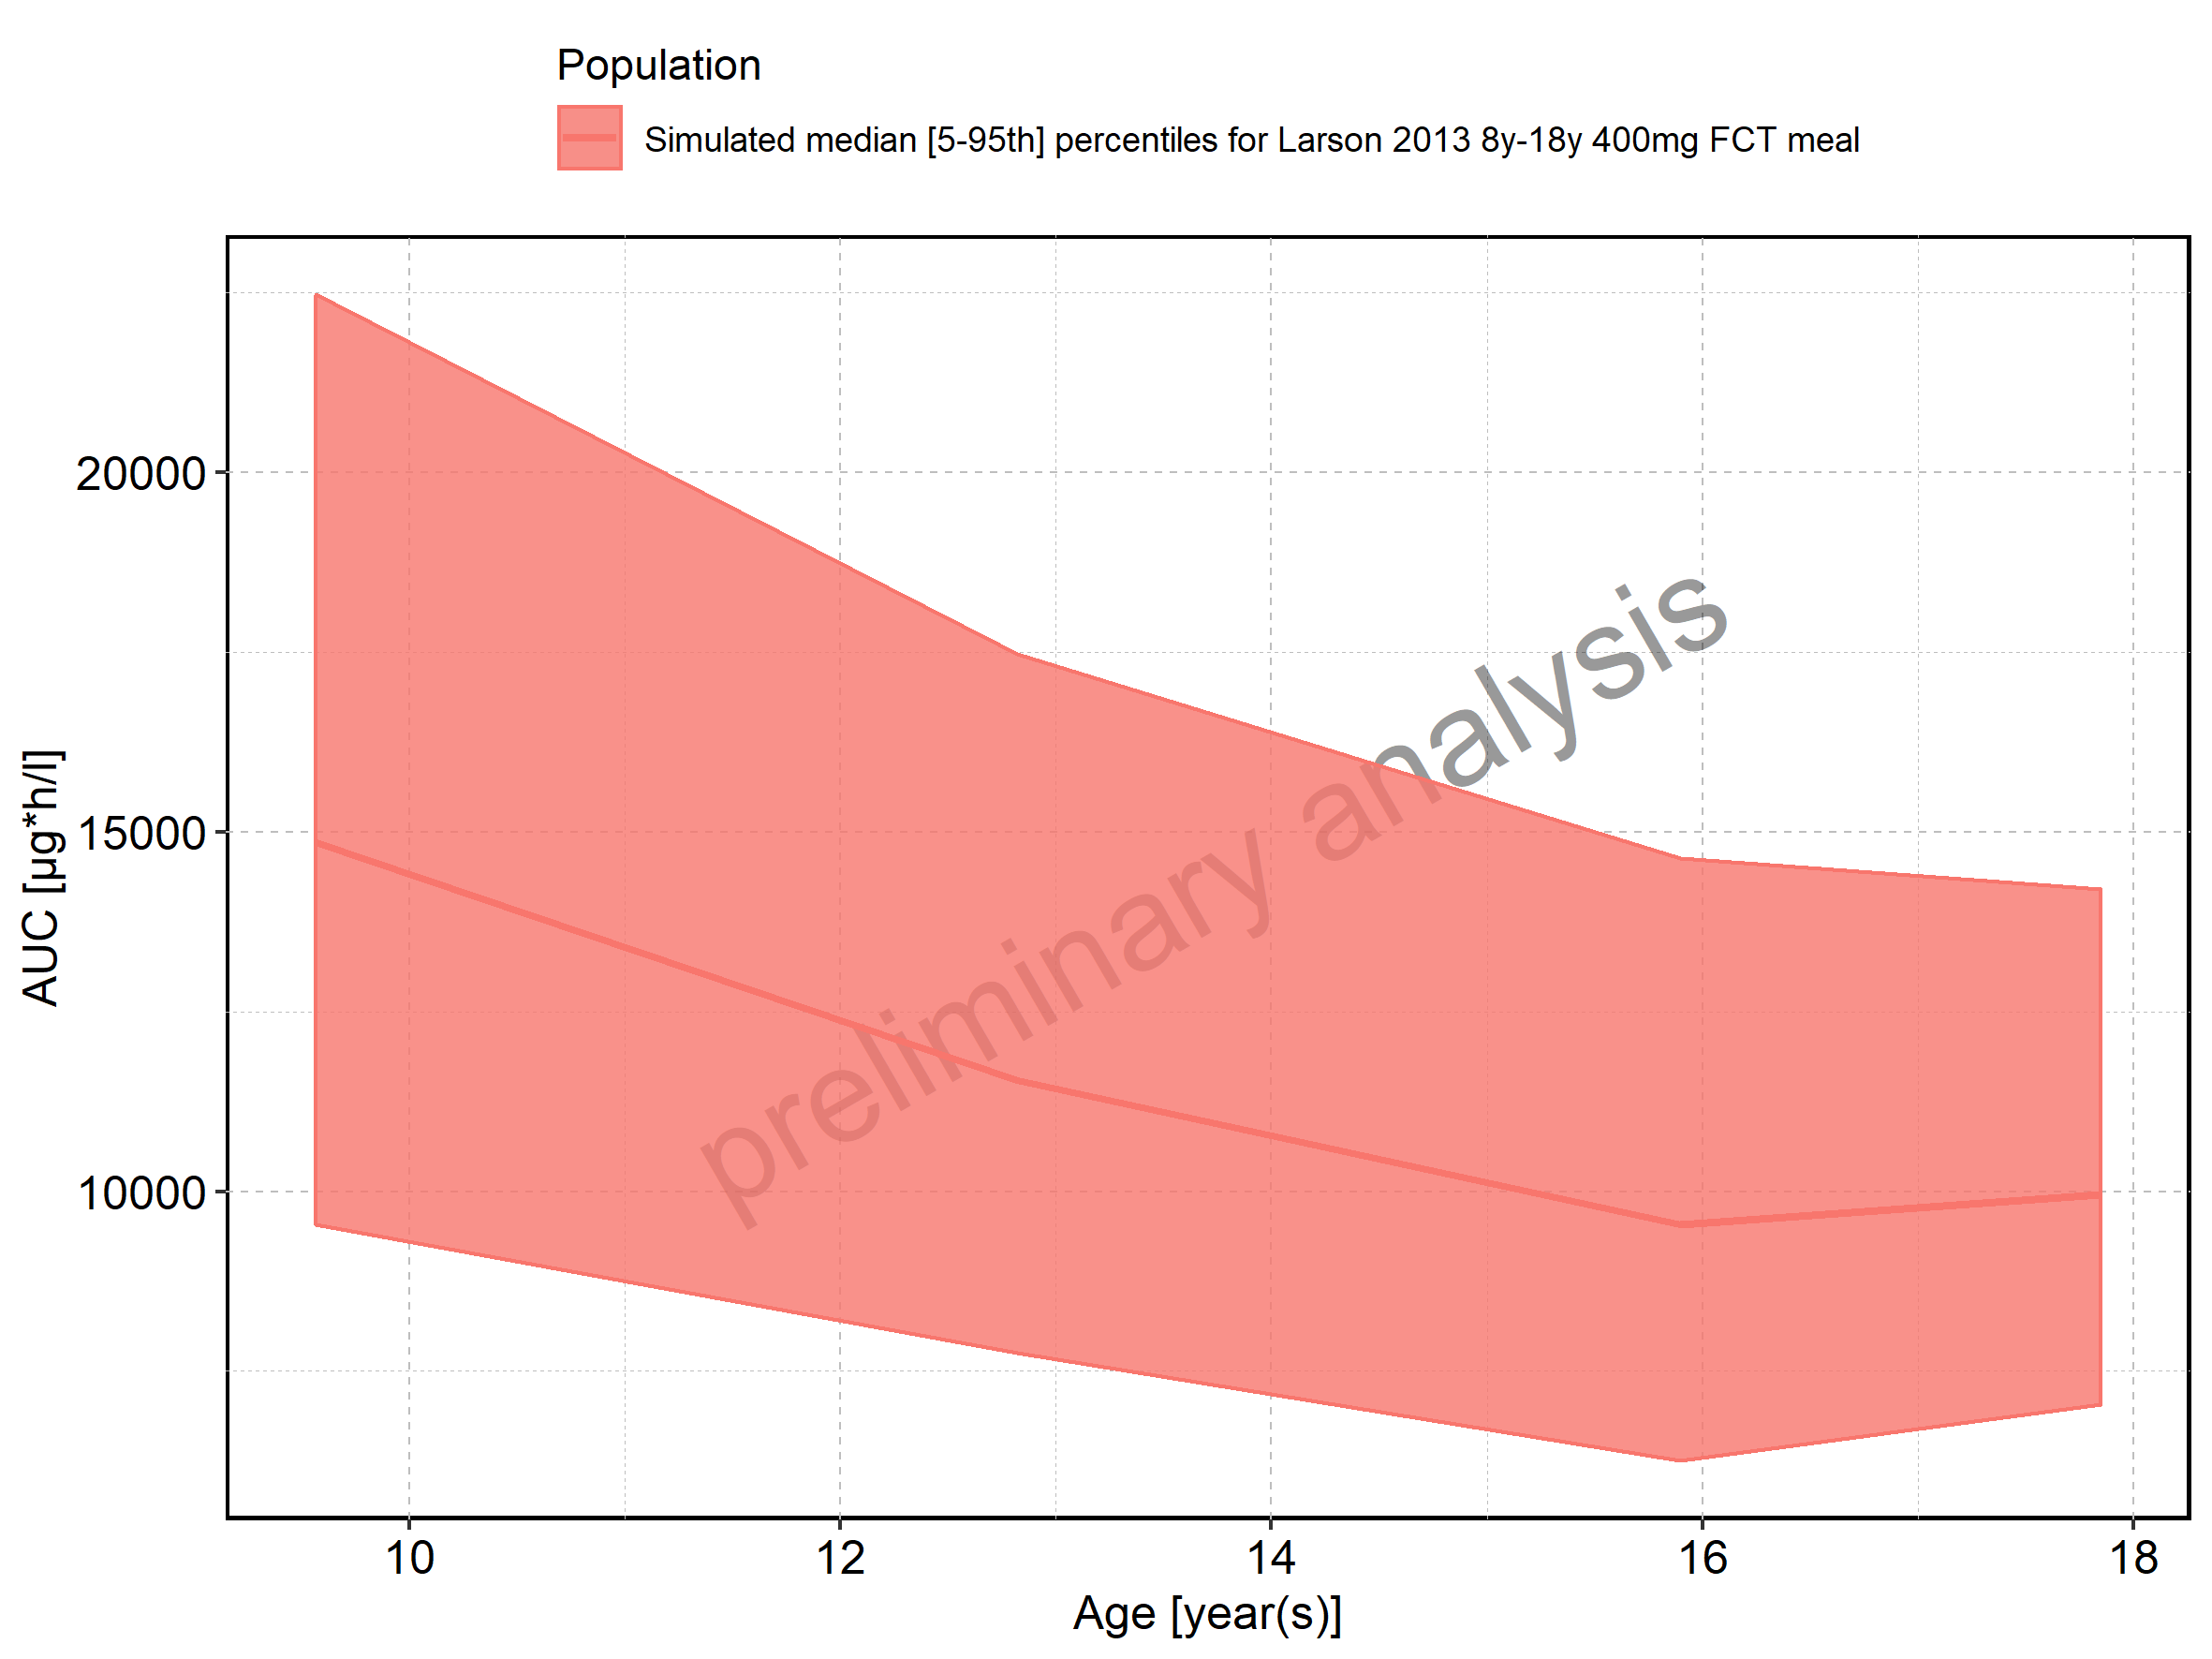 Population
Simulated median [5-95th] percentiles for Larson 2013 8y-18y 400mg FCT meal
AUC [µg*h/l]
20000
15000
10000
preliminary analysis
10 12 14 16 18
Age [year(s)]